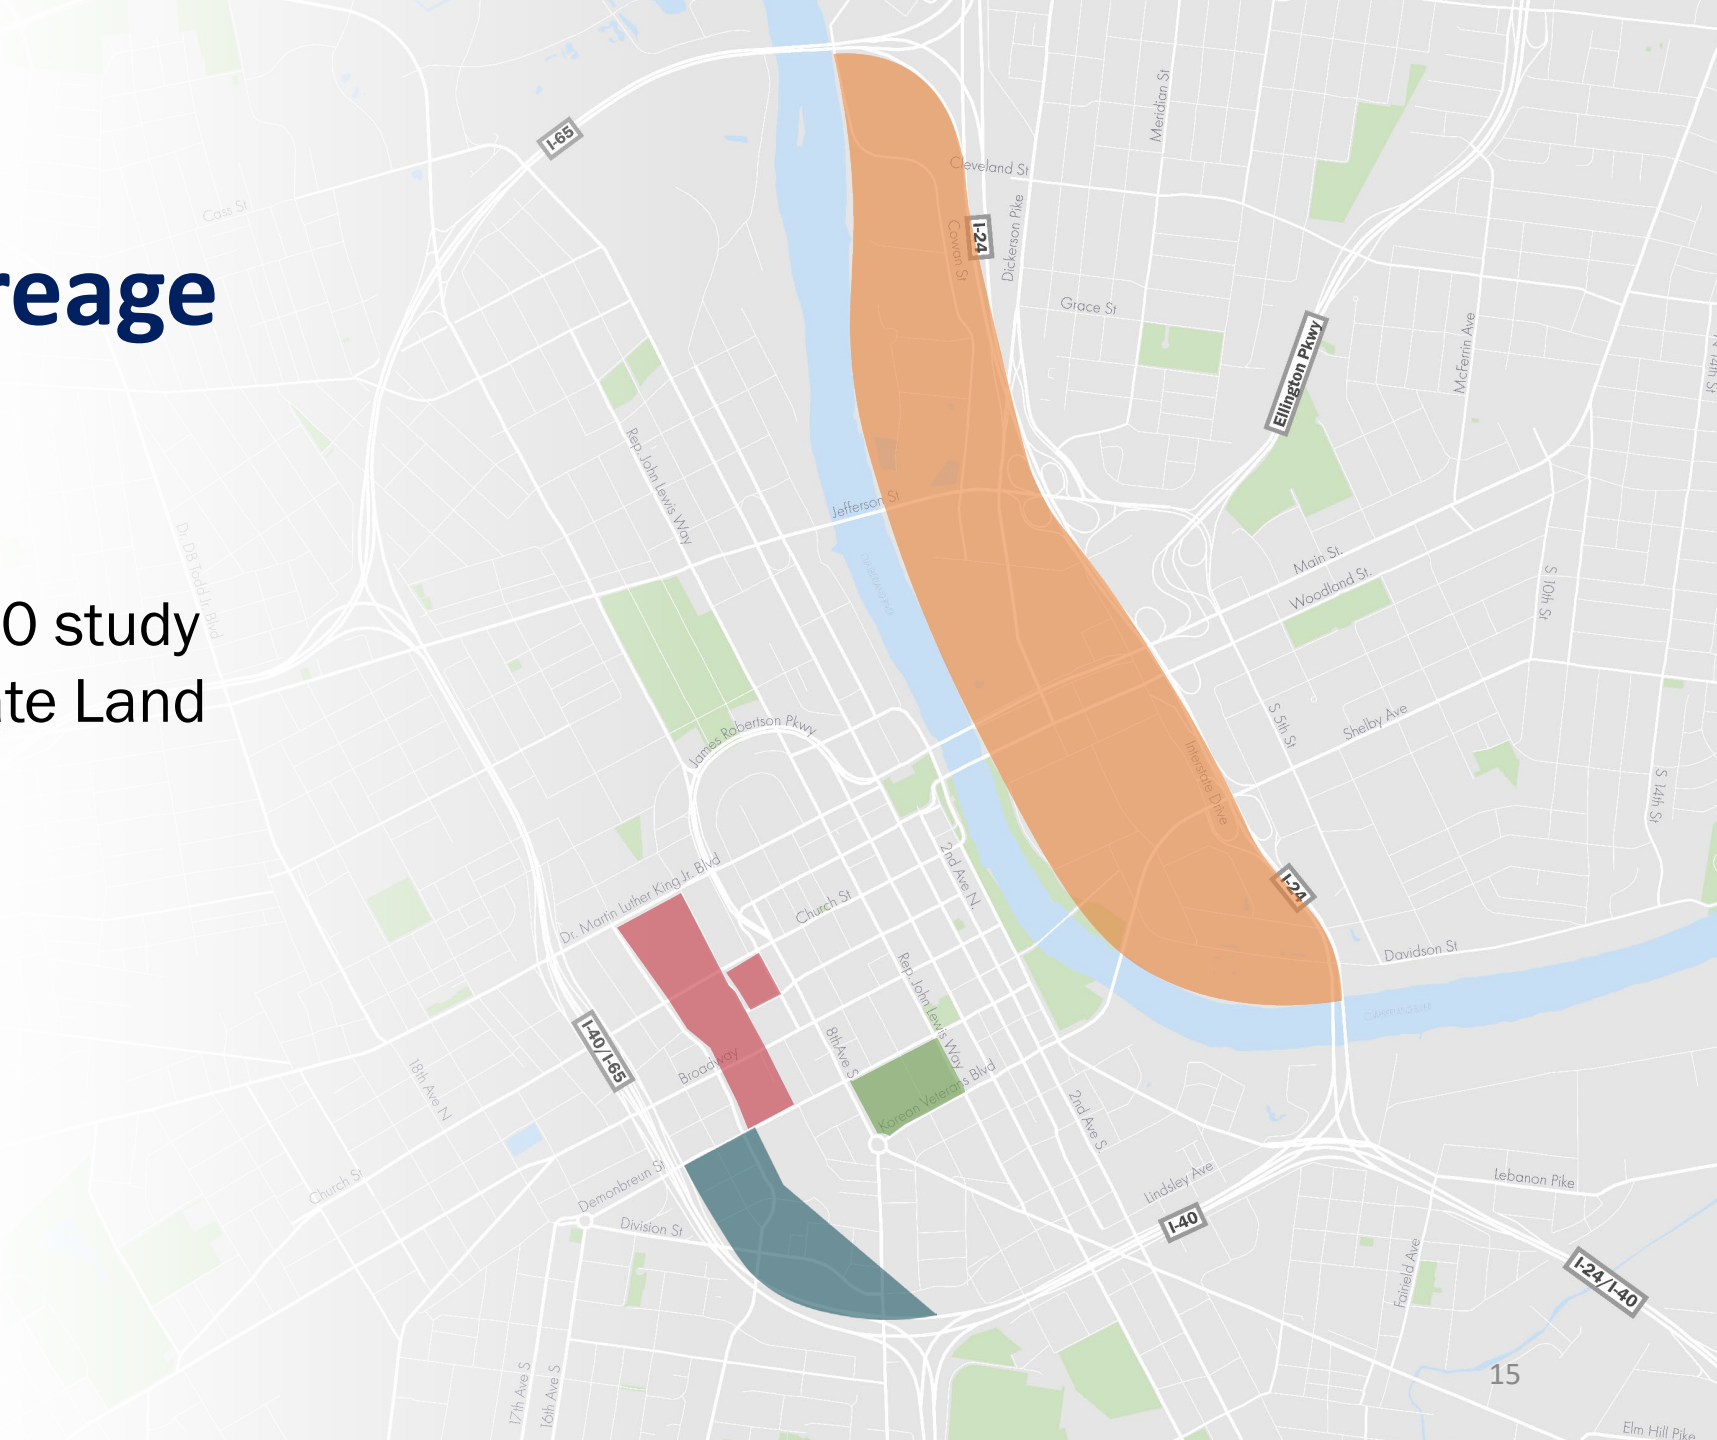 reage
0 study
te Land
I-65
Meridian St
Cleveland St
Cass St
I-24
Dickerson Pike
Cowan St
Grace St
Ellington Pkwy
McFerrin Ave
N 14th St
Rep. John Lewis Way
Jefferson St
Dr. DB Todd Jr. Blvd
Main St.
Woodland St.
S 10th St
James Robertson Pkwy
S 5th St
Shelby Ave
Interstate Drive
S 14th St
2nd Ave N.
Dr. Martin Luther King Jr. Blvd
Church St
I-24
Davidson St
Rep. John Lewis Way
I-40/I-65
8th Ave S
Broadway
18th Ave N
Korean Veterans Blvd
2nd Ave S.
Church St
Demonbreun St
Division St
Lindsley Ave
Lebanon Pike
I-40
Fairfield Ave
I-24/I-40
17th Ave S
16th Ave S
15
Elm Hill Pike